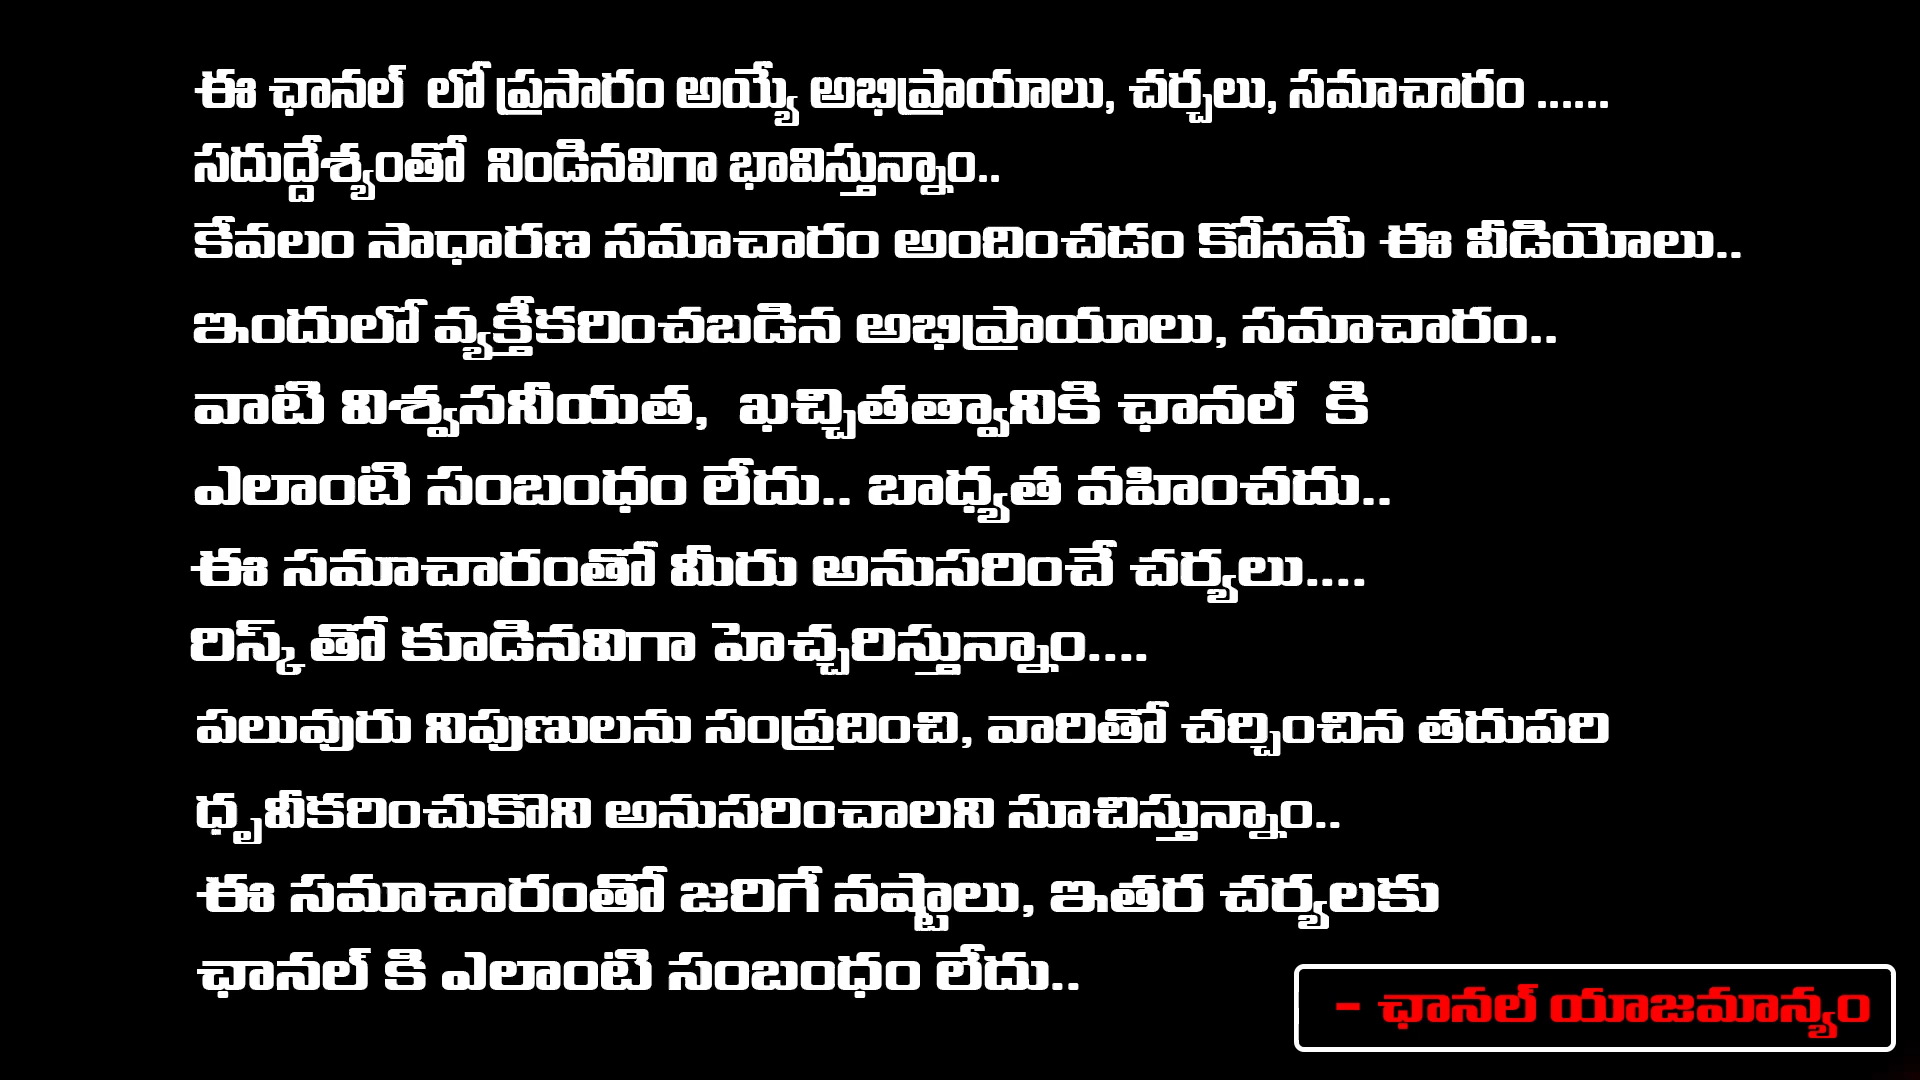 ఈ ఛానల్ లో ప్రసారం అయ్యే అభిప్రాయాలు, చర్చలు, సమాచారం ......
సదుద్దేశ్యంతో నిండినవిగా భావిస్తున్నాం..
కేవలం సాధారణ సమాచారం అందించడం కోసమే ఈ వీడియోలు..
ఇందులో వ్యక్తీకరించబడిన అభిప్రాయాలు, సమాచారం..
వాటి విశ్వసనీయత, ఖచ్చితత్వానికి ఛానల్ కి
ఎలాంటి సంబంధం లేదు.. బాధ్యత వహించదు..
ఈ సమాచారంతో మీరు అనుసరించే చర్యలు....
రిస్క్ తో కూడినవిగా హెచ్చరిస్తున్నాం....
పలువురు నిపుణులను సంప్రదించి, వారితో చర్చించిన తదుపరి
ధృవీకరించుకొని అనుసరించాలని సూచిస్తున్నాం..
ఈ సమాచారంతో జరిగే నష్టాలు, ఇతర చర్యలకు
ఛానల్ కి ఎలాంటి సంబంధం లేదు..
- ఛానల్ యాజమాన్యం